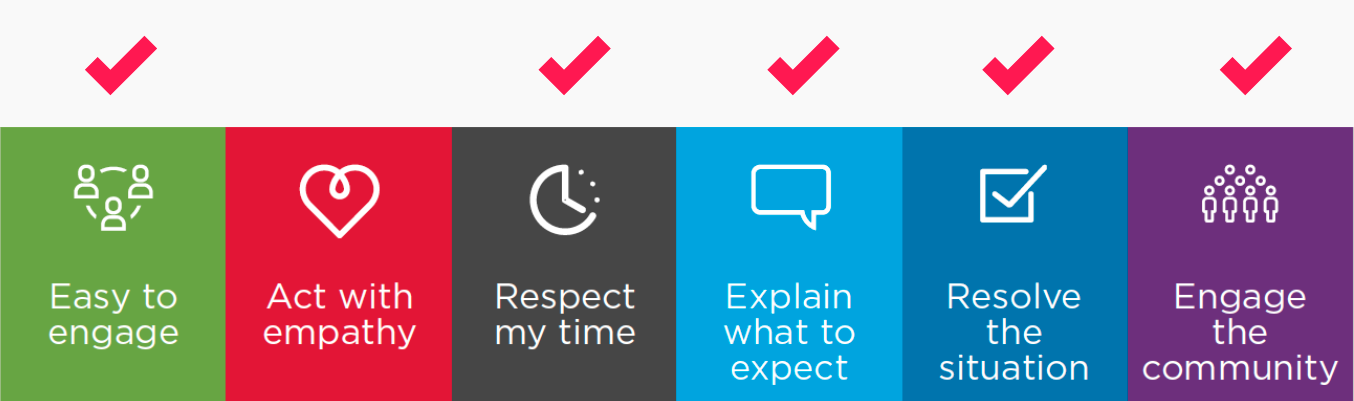 Easy to
engage
Act with
empathy
Respect
my time
Explain
what to
expect
Resolve
the
situation
Engage
the
community